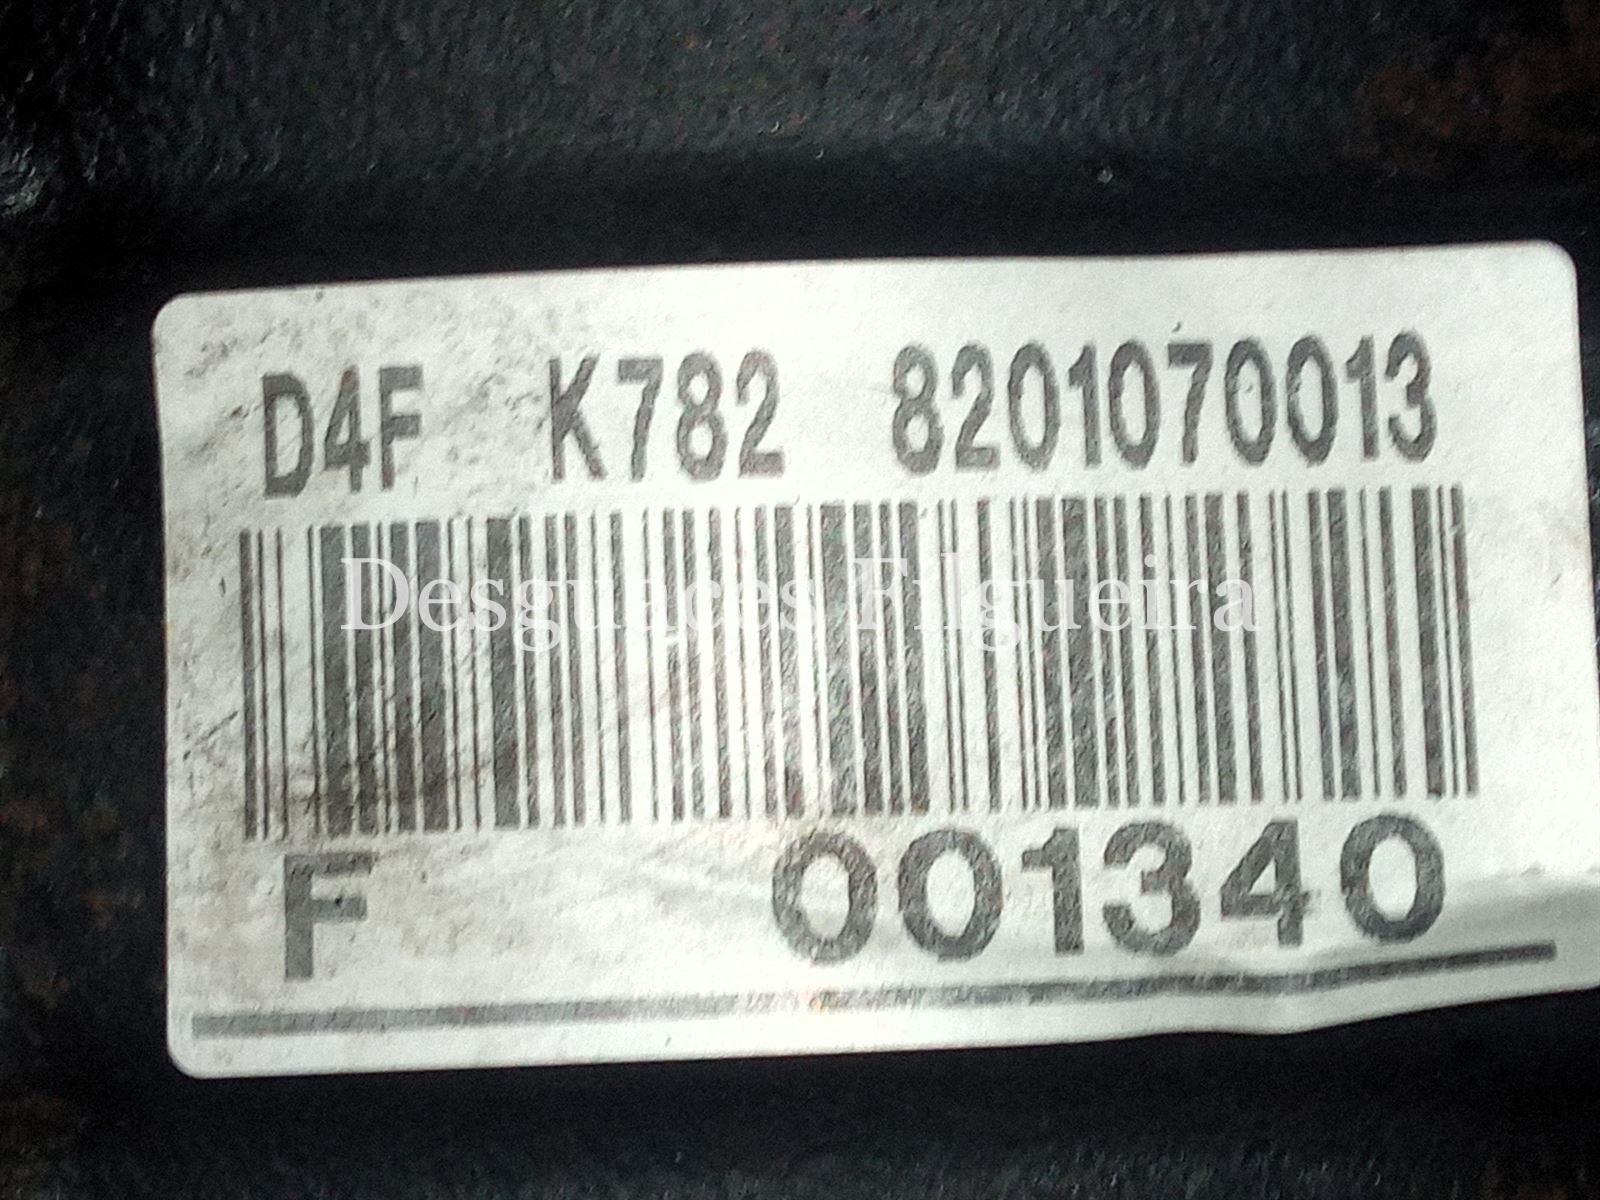 D4F K782 8201070013
Desguaces Filgueira
F 001340